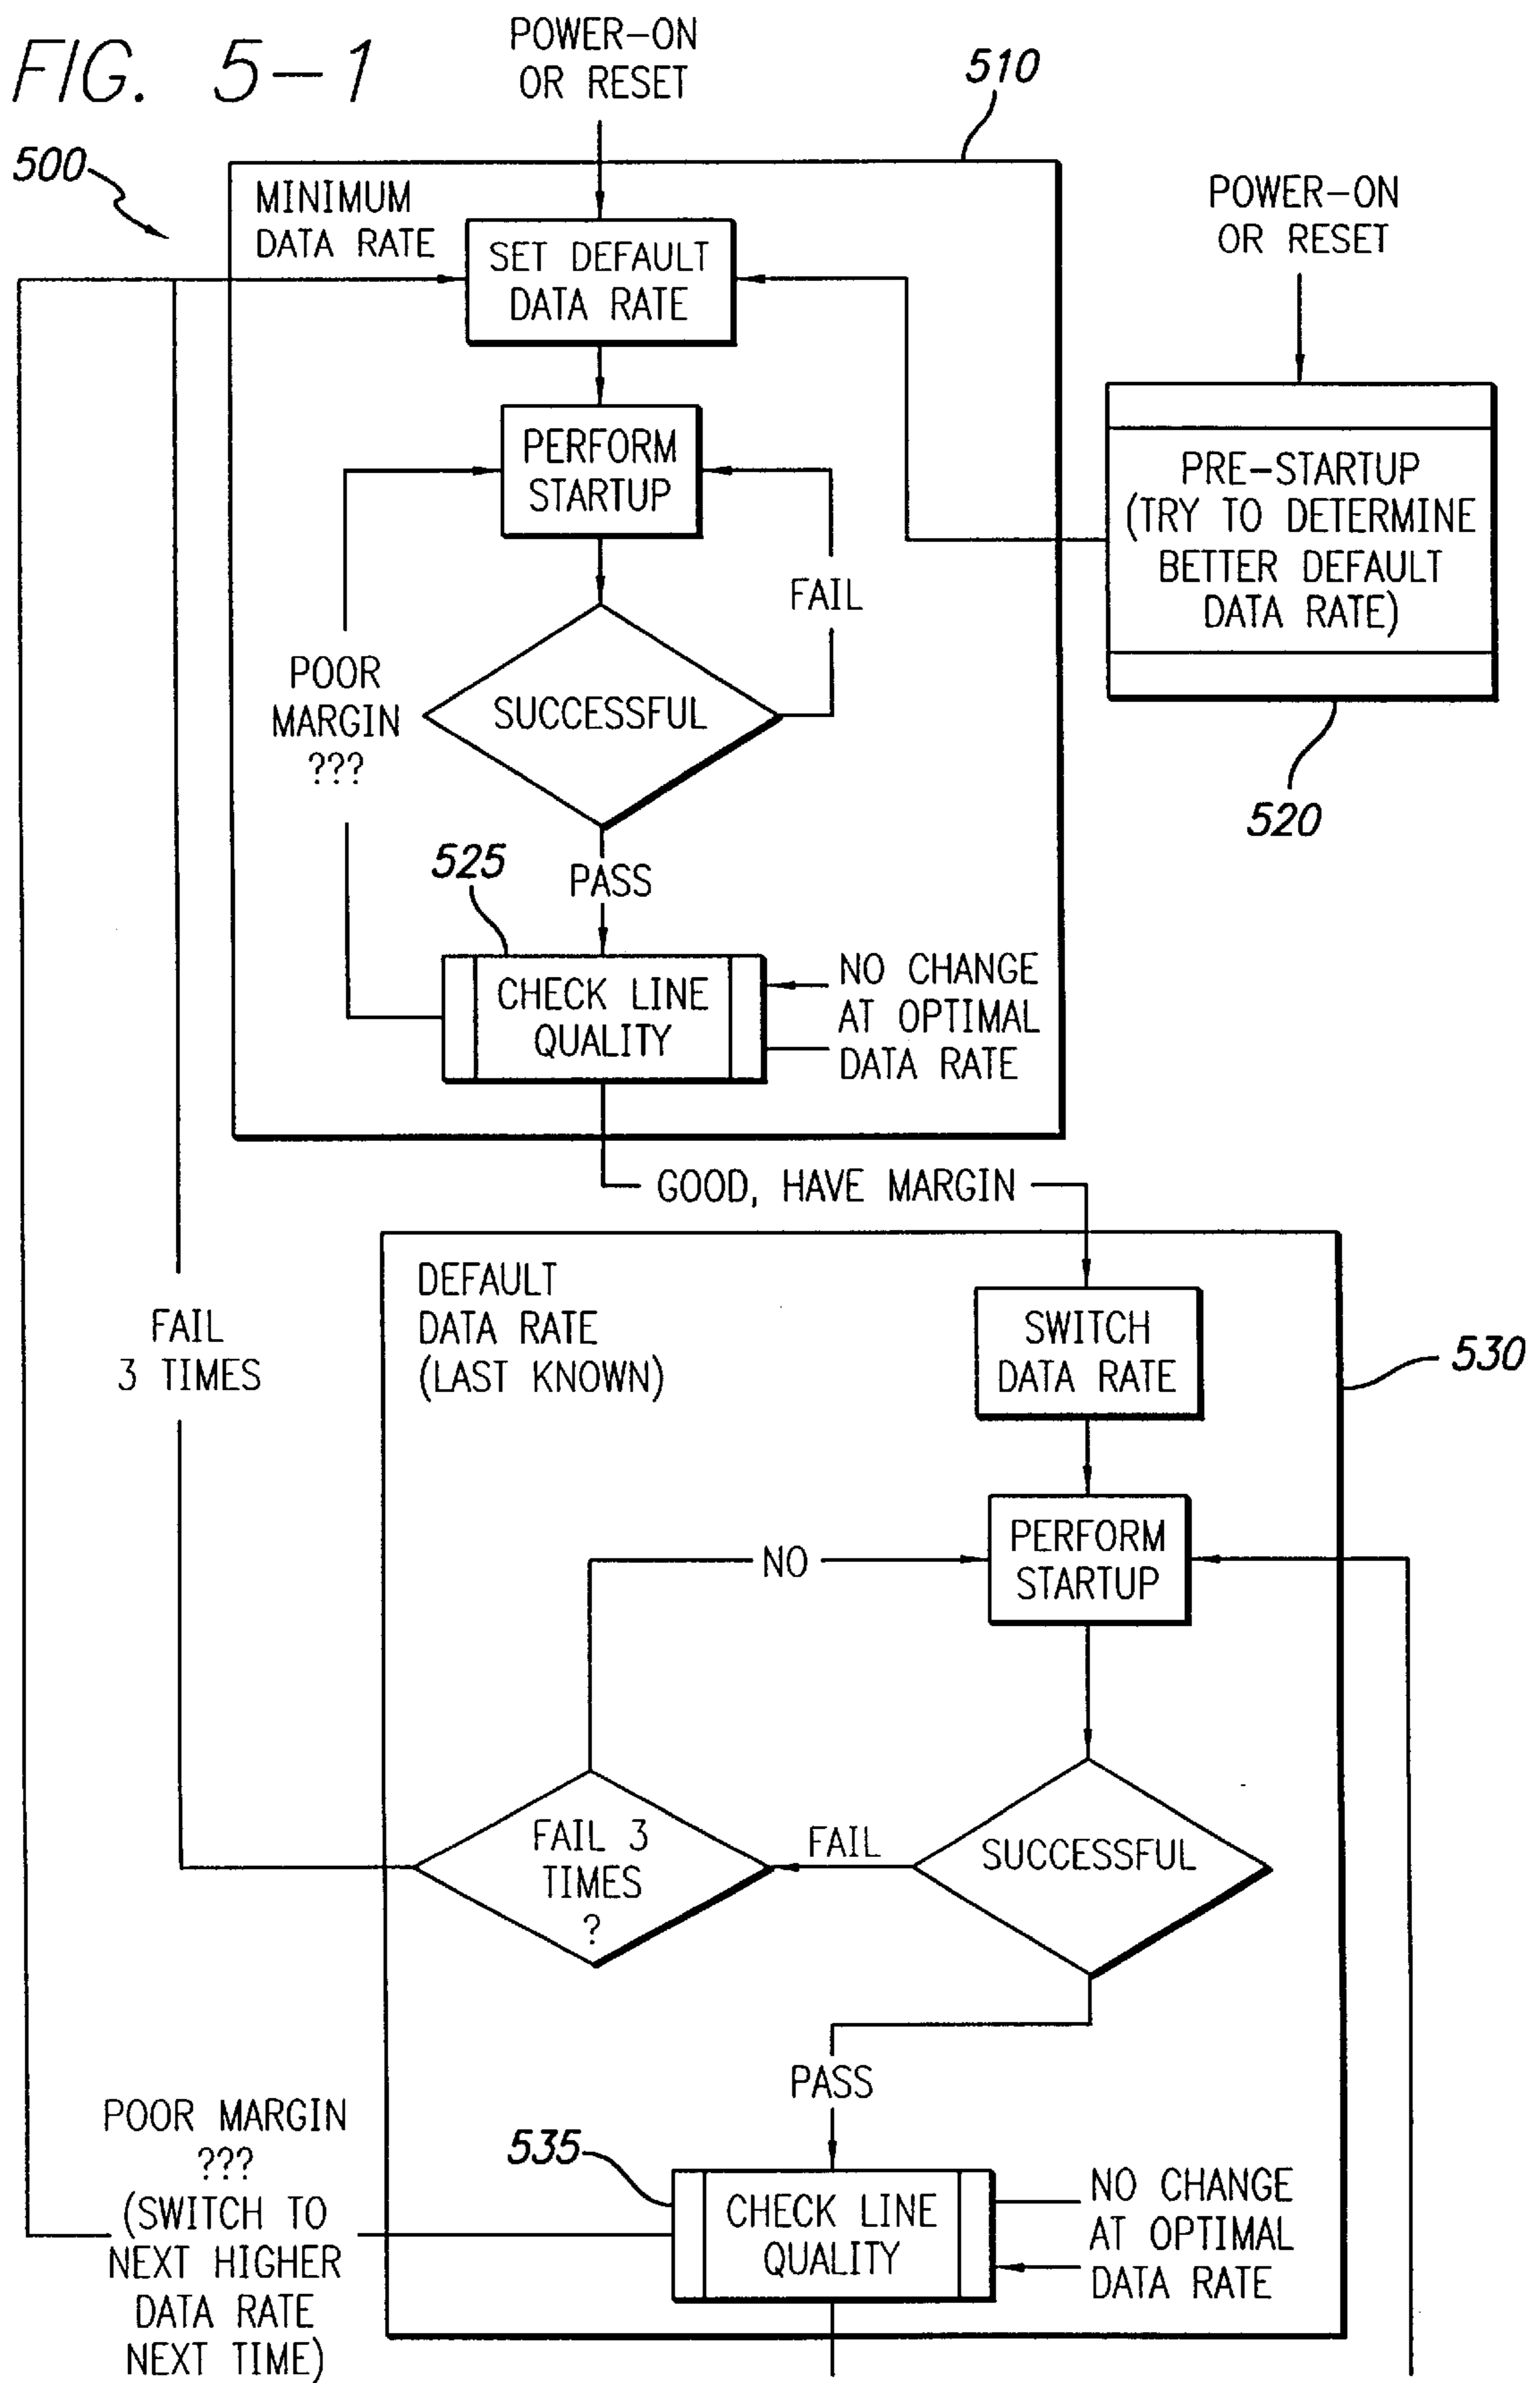 FIG. 5-1
POWER-ON
OR RESET
510
500
MINIMUM
DATA RATE
SET DEFAULT
DATA RATE
POWER-ON
OR RESET
PERFORM
STARTUP
PRE-STARTUP
(TRY TO DETERMINE
BETTER DEFAULT
DATA RATE)
520
FAIL
POOR
MARGIN
???
SUCCESSFUL
525
PASS
CHECK LINE
QUALITY
NO CHANGE
AT OPTIMAL
DATA RATE
GOOD, HAVE MARGIN
DEFAULT
DATA RATE
(LAST KNOWN)
SWITCH
DATA RATE
530
FAIL
3 TIMES
PERFORM
STARTUP
NO
FAIL 3
TIMES
?
FAIL
SUCCESSFUL
PASS
POOR MARGIN
???
(SWITCH TO
NEXT HIGHER
DATA RATE
NEXT TIME)
535
CHECK LINE
QUALITY
NO CHANGE
AT OPTIMAL
DATA RATE